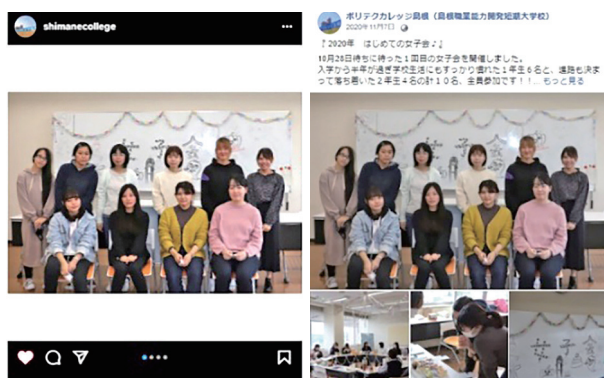 shimanecollege
女子会
ポリテクカレッジ島根（島根職業能力開発短期大学校）
2020年11月17日
『2020年　はじめての女子会♪』
10月28日待ちに待った1回目の女子会を開催しました。
入学から半年が過ぎ学校生活にもすっかり慣れた1年生6名と、進路も決ま
って落ち着いた2年生4名の計10名、全員参加です！！... もっと見る
女子会
女子